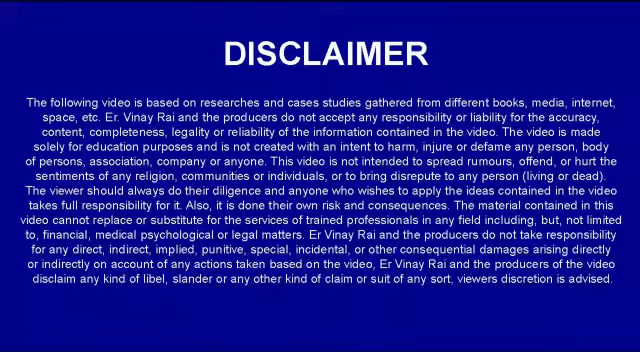 DISCLAIMER
The following video is based on researches and cases studies gathered from different books, media, internet,
space, etc. Er. Vinay Rai and the producers do not accept any responsibility or liability for the accuracy,
content, completeness, legality or reliability of the information contained in the video. The video is made
solely for education purposes and is not created with an intent to harm, injure or defame any person, body
of persons, association, company or anyone. This video is not intended to spread rumours, offend, or hurt the
sentiments of any religion, communities or individuals, or to bring disrepute to any person (living or dead).
The viewer should always do their diligence and anyone who wishes to apply the ideas contained in the video
takes full responsibility for it. Also, it is done their own risk and consequences. The material contained in this
video cannot replace or substitute for the services of trained professionals in any field including, but, not limited
to, financial, medical psychological or legal matters. Er Vinay Rai and the producers do not take responsibility
for any direct, indirect, implied, punitive, special, incidental, or other consequential damages arising directly
or indirectly on account of any actions taken based on the video, Er Vinay Rai and the producers of the video
disclaim any kind of libel, slander or any other kind of claim or suit of any sort, viewers discretion is advised.